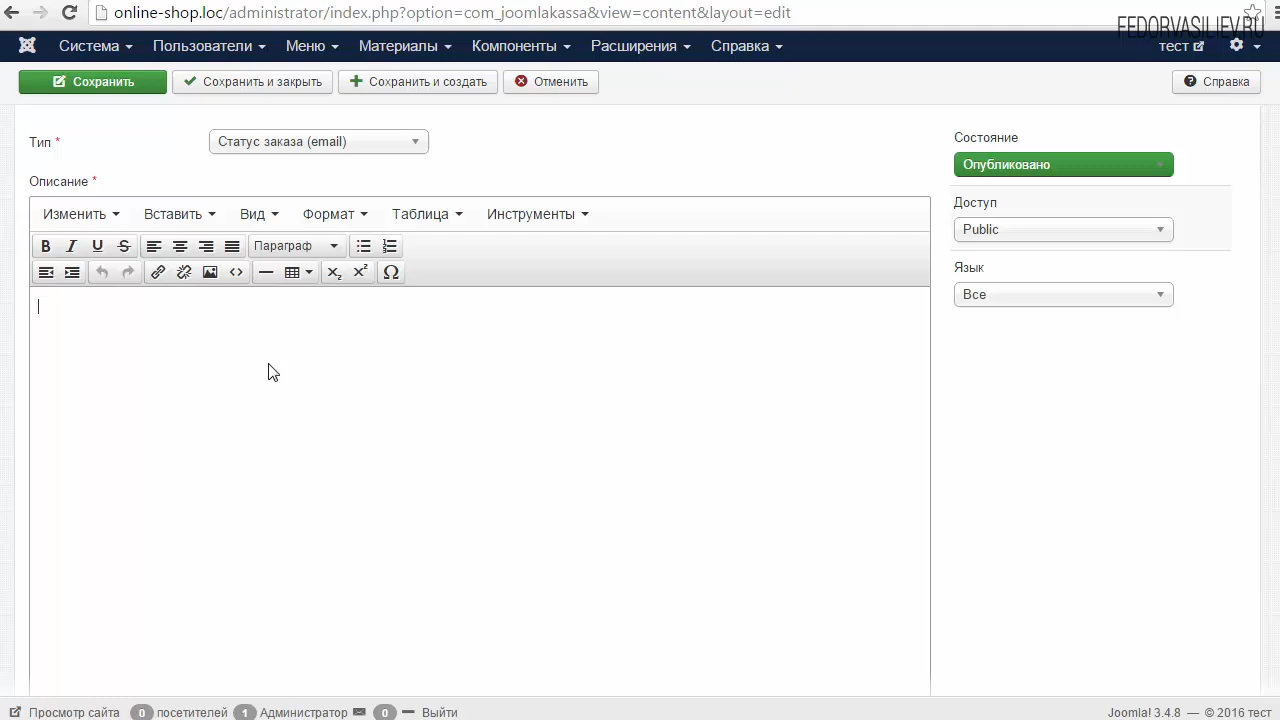 online-shop.loc/administrator/index.php?option=com_joomlakassa&view=content&layout=edit
FEDORVASILIEV.RU
Система Пользователи Меню Материалы Компоненты Расширения Справка тест
Сохранить Сохранить и закрыть Сохранить и создать Отменить Справка
Тип * Статус заказа (email)
Состояние
Опубликовано
Описание *
Доступ
Public
Изменить Вставить Вид Формат Таблица Инструменты
B I U S Параграф
Язык
Все
Просмотр сайта 0 посетителей 1 Администратор 0 Выйти
Joomla! 3.4.8 — © 2016 тест